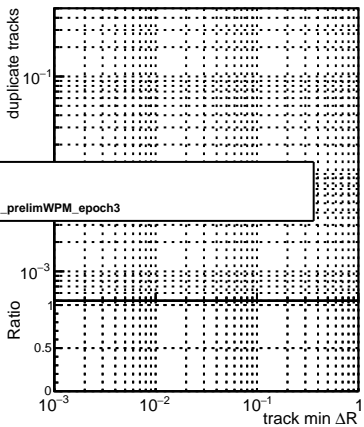 duplicate tracks
10⁻¹
_prelimWPM_epoch3
10⁻³
Ratio
1
0.5
0
10⁻³ 10⁻² 10⁻¹ 1
track min ΔR